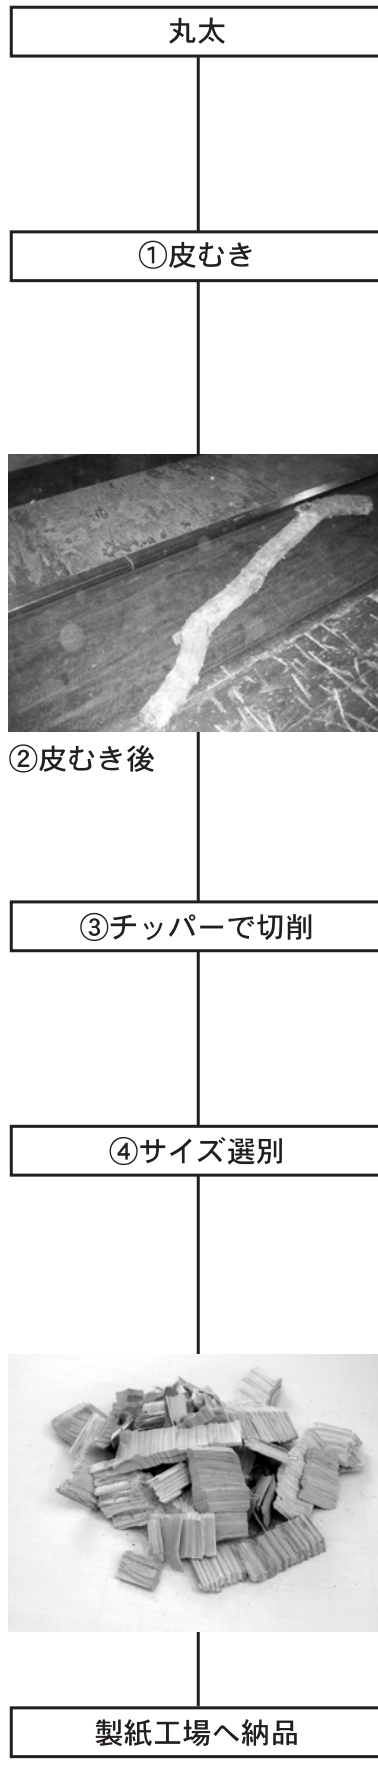 丸太
①皮むき
②皮むき後
③チッパーで切削
④サイズ選別
製紙工場へ納品